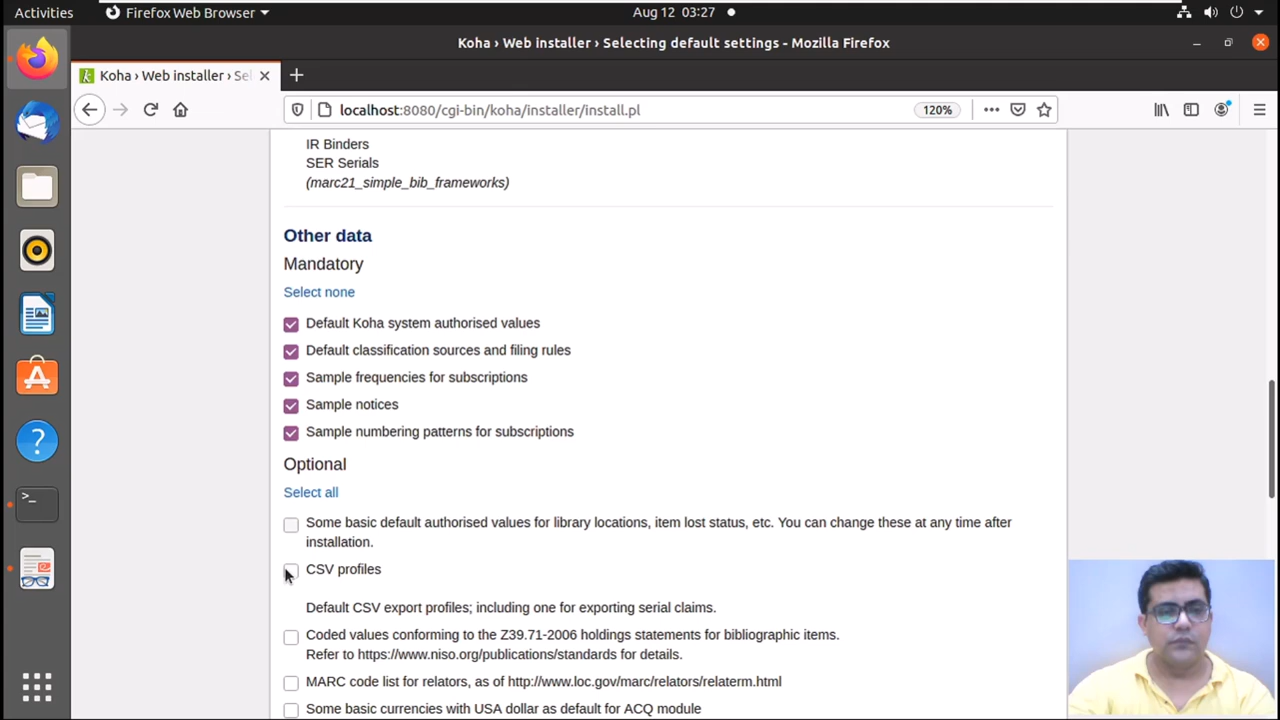 Activities
Firefox Web Browser
Aug 12 03:27
Koha › Web installer › Selecting default settings - Mozilla Firefox
Koha › Web installer › Sel
localhost:8080/cgi-bin/koha/installer/install.pl
120%
IR Binders
SER Serials
(marc21_simple_bib_frameworks)
Other data
Mandatory
Select none
Default Koha system authorised values
Default classification sources and filing rules
Sample frequencies for subscriptions
Sample notices
Sample numbering patterns for subscriptions
Optional
Select all
Some basic default authorised values for library locations, item lost status, etc. You can change these at any time after
installation.
CSV profiles
Default CSV export profiles; including one for exporting serial claims.
Coded values conforming to the Z39.71-2006 holdings statements for bibliographic items.
Refer to https://www.niso.org/publications/standards for details.
MARC code list for relators, as of http://www.loc.gov/marc/relators/relaterm.html
Some basic currencies with USA dollar as default for ACQ module